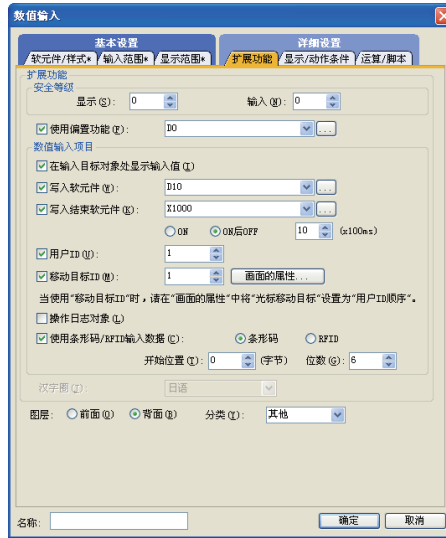 数值输入
基本设置 详细设置
软元件/样式* 输入范围* 显示范围* 扩展功能 显示/动作条件 运算/脚本
扩展功能
安全等级
显示(S): 0 输入(N): 0
使用偏置功能(F): D0 ...
数值输入项目
在输入目标对象处显示输入值(I)
写入软元件(W): D10 ...
写入结束软元件(K): X1000 ...
ON ON后OFF 10 (x100ms)
用户ID(U): 1
移动目标ID(M): 1 画面的属性...
当使用"移动目标ID"时，请在"画面的属性"中将"光标移动目标"设置为"用户ID顺序"。
操作日志对象(L)
使用条形码/RFID输入数据(C): 条形码 RFID
开始位置(T): 0 (字节) 位数(G): 6
汉字圈(J): 日语
图层: 前面(O) 背面(B) 分类(Y): 其他
名称: 确定 取消